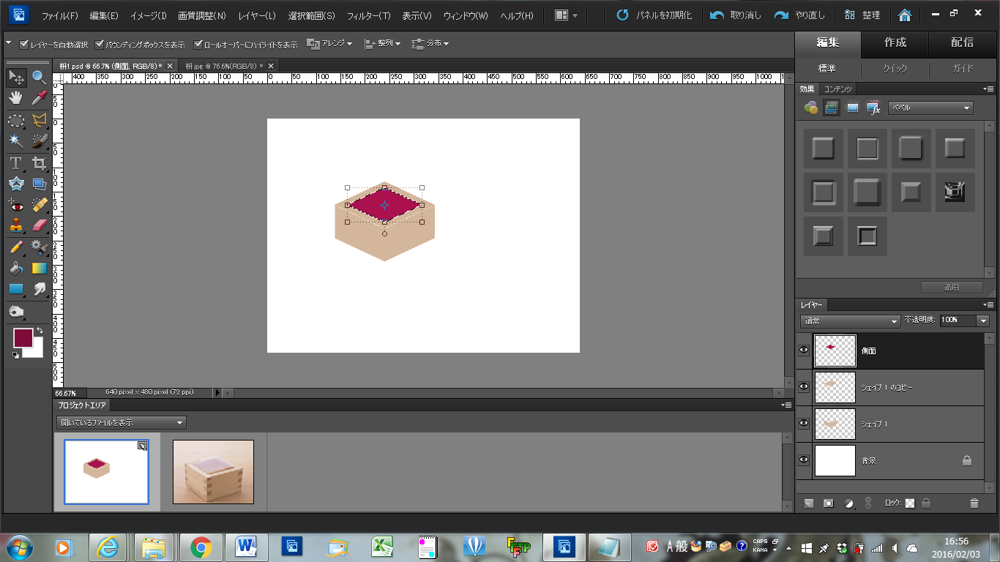 ファイル(F) 編集(E) イメージ(I) 画質調整(N) レイヤー(L) 選択範囲(S) フィルター(T) 表示(V) ウィンドウ(W) ヘルプ(H) パネルを初期化 取り消し やり直し 整理
レイヤーを自動選択 バウンディングボックスを表示 ロールオーバーにハイライトを表示 アレンジ 整列 分布
編集 作成 配信
枡1.psd @ 66.7% (側面, RGB/8) * 枡.jpg @ 76.6%(RGB/8) *
標準 クイック ガイド
400 350 300 250 200 150 100 50 0 50 100 150 200 250 300 350 400 450 500 550 600 650 700 750 800 850 900 950 1000
効果 コンテンツ
ベベル
適用
レイヤー
通常 不透明度: 100%
側面
シェイプ 1 のコピー
シェイプ 1
背景
ロック:
66.67% 640 pixel x 480 pixel (72 ppi)
プロジェクトエリア
開いているファイルを表示
A 般 CAPS KANA
16:56
2016/02/03